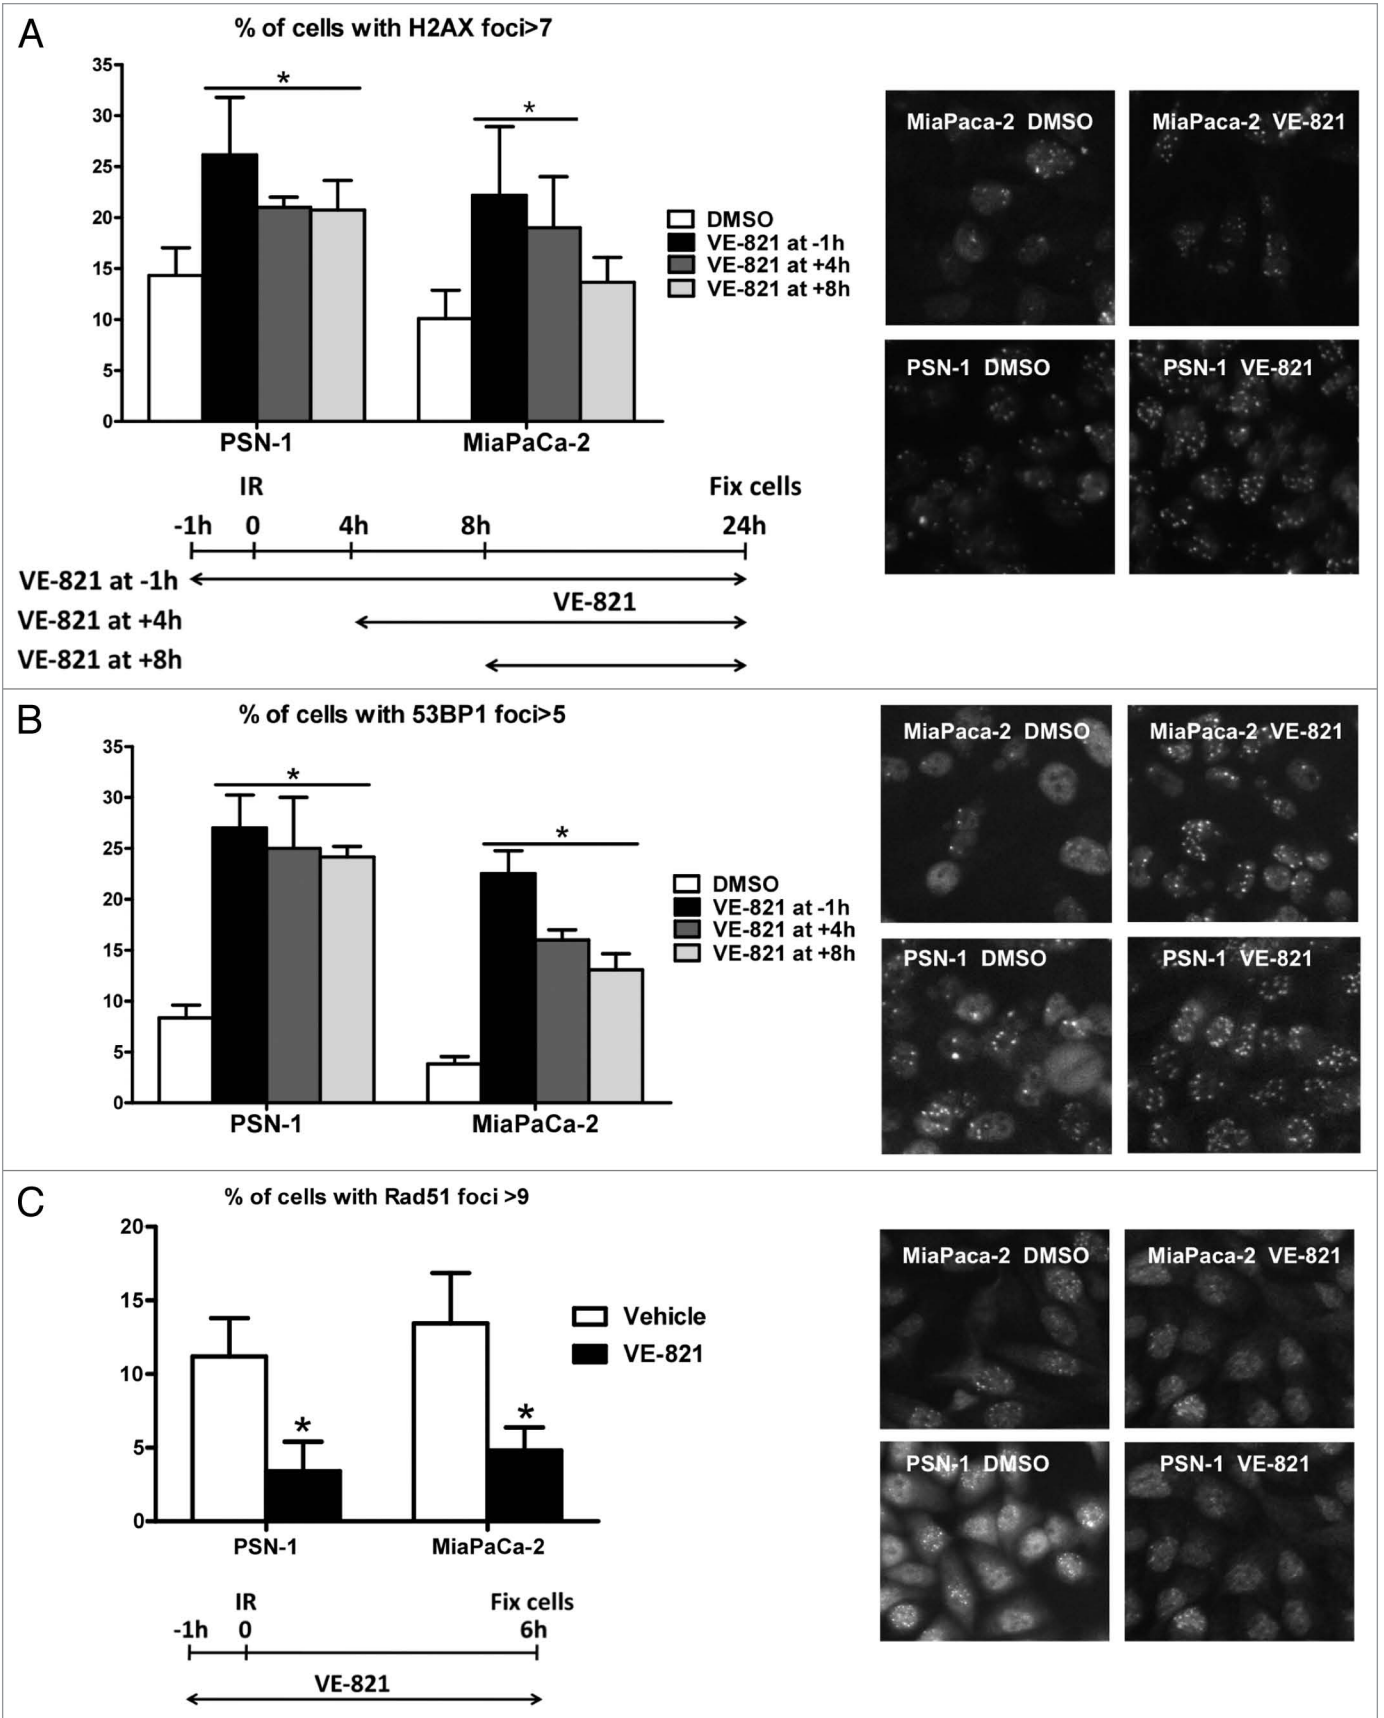 A
% of cells with H2AX foci>7
35
30
25
20
15
10
5
0
*
*
PSN-1
MiaPaCa-2
DMSO
VE-821 at -1h
VE-821 at +4h
VE-821 at +8h
MiaPaca-2 DMSO
MiaPaca-2 VE-821
PSN-1 DMSO
PSN-1 VE-821
IR
Fix cells
-1h 0 4h 8h 24h
VE-821 at -1h
VE-821
VE-821 at +4h
VE-821 at +8h
B
% of cells with 53BP1 foci>5
35
30
25
20
15
10
5
0
*
*
PSN-1
MiaPaCa-2
DMSO
VE-821 at -1h
VE-821 at +4h
VE-821 at +8h
MiaPaca-2 DMSO
MiaPaca-2 VE-821
PSN-1 DMSO
PSN-1 VE-821
C
% of cells with Rad51 foci >9
20
15
10
5
0
*
*
PSN-1
MiaPaCa-2
Vehicle
VE-821
MiaPaca-2 DMSO
MiaPaca-2 VE-821
PSN-1 DMSO
PSN-1 VE-821
IR
Fix cells
-1h 0 6h
VE-821